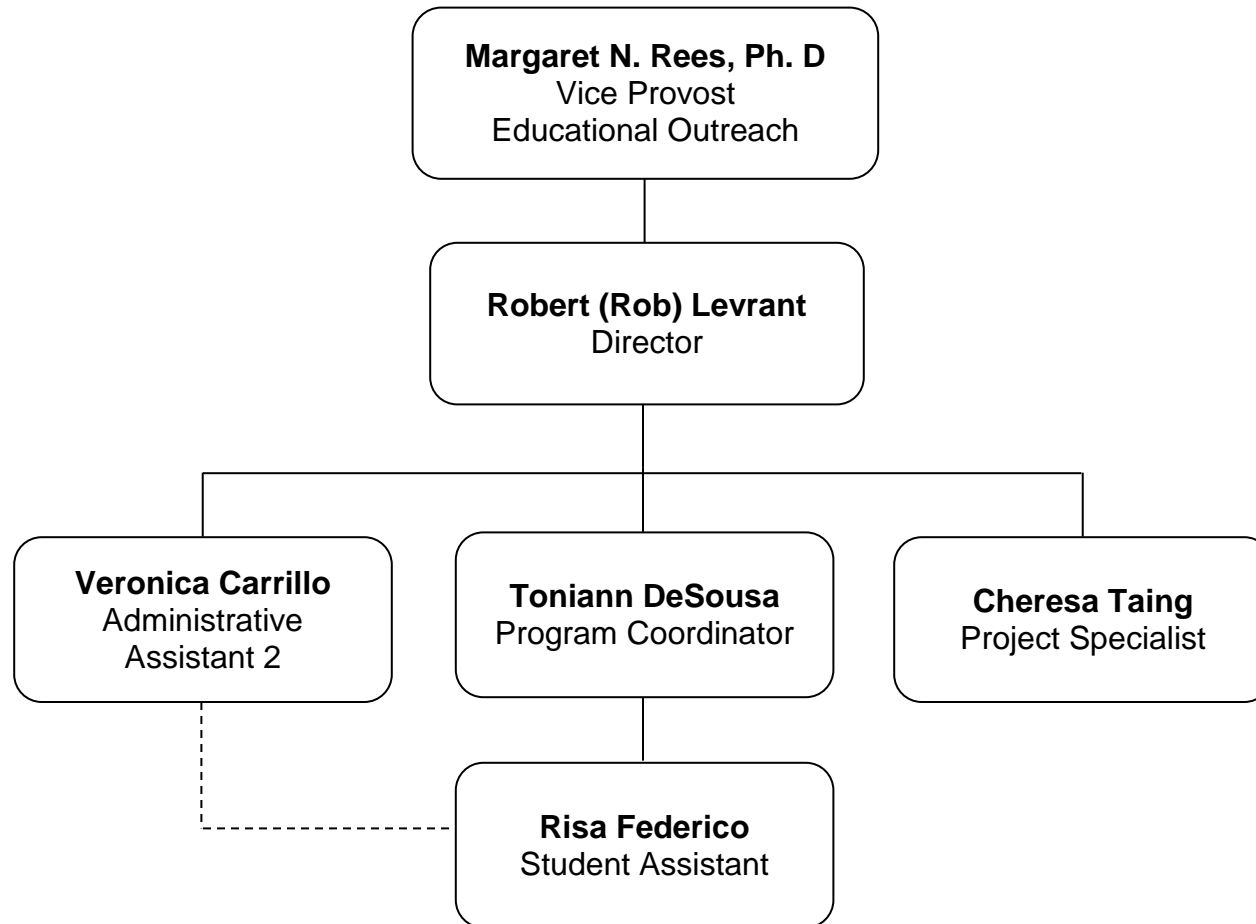 Margaret N. Rees, Ph. D
Vice Provost
Educational Outreach
Robert (Rob) Levrant
Director
Veronica Carrillo
Administrative
Assistant 2
Toniann DeSousa
Program Coordinator
Cheresa Taing
Project Specialist
Risa Federico
Student Assistant